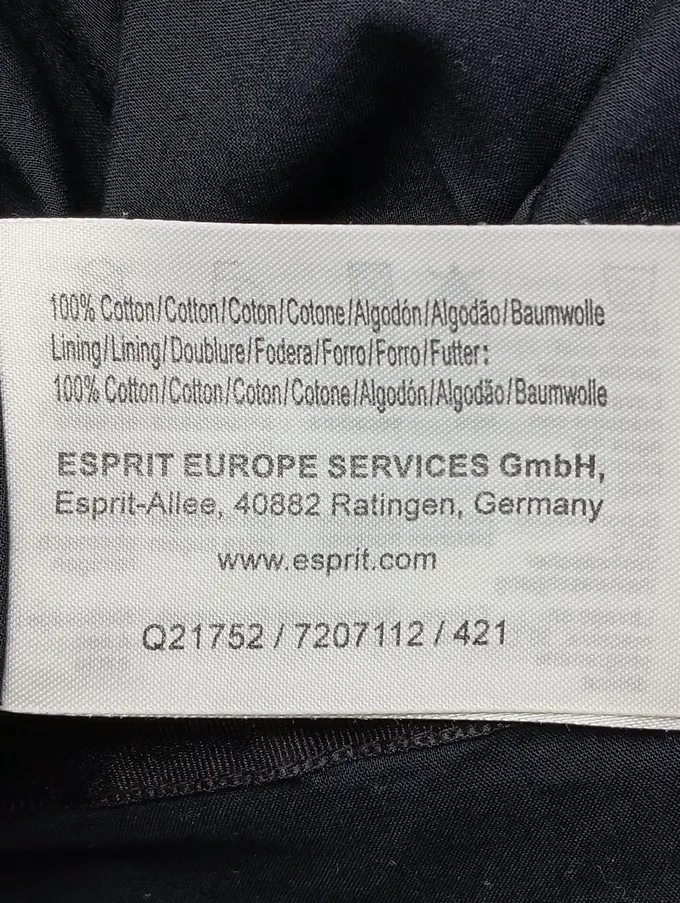 100% Cotton/Cotton/Coton/Cotone/Algodón/Algodão/Baumwolle
Lining/Lining/Doublure/Fodera/Forro/Forro/Futter:
100% Cotton/Cotton/Coton/Cotone/Algodón/Algodão/Baumwolle
ESPRIT EUROPE SERVICES GmbH,
Esprit-Allee, 40882 Ratingen, Germany
www.esprit.com
Q21752 / 7207112 / 421